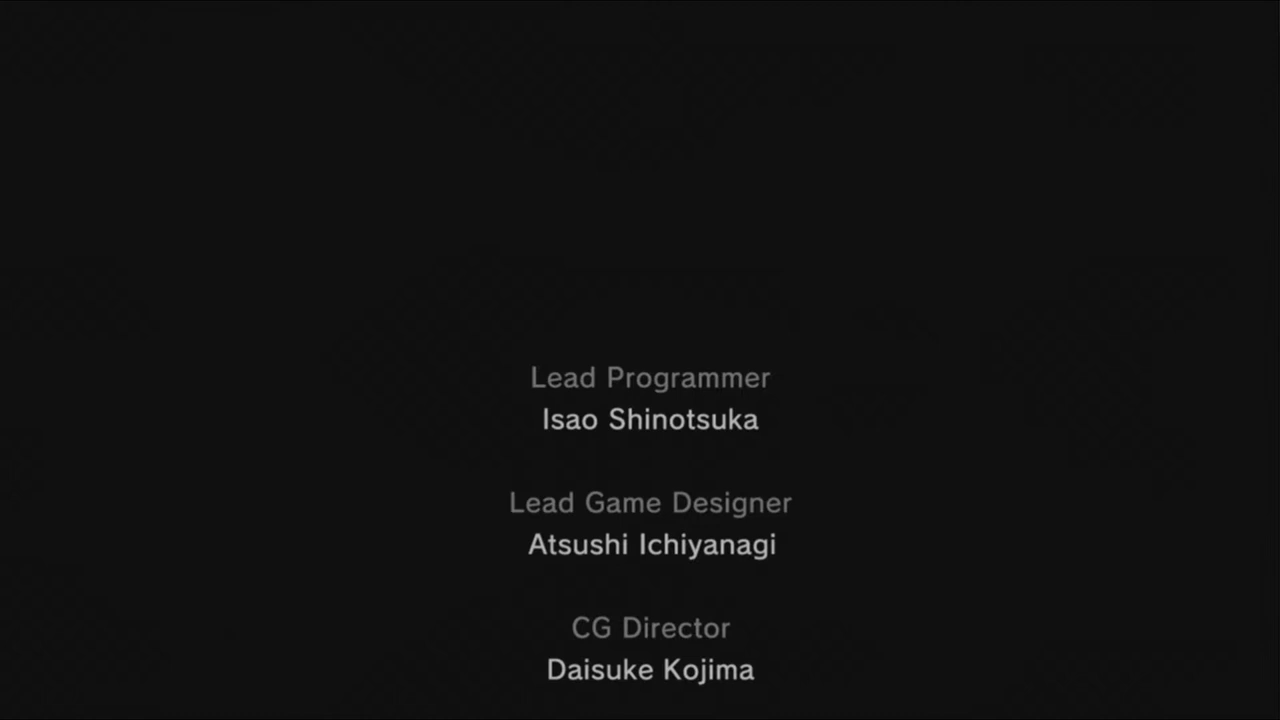 Lead Programmer
Isao Shinotsuka
Lead Game Designer
Atsushi Ichiyanagi
CG Director
Daisuke Kojima